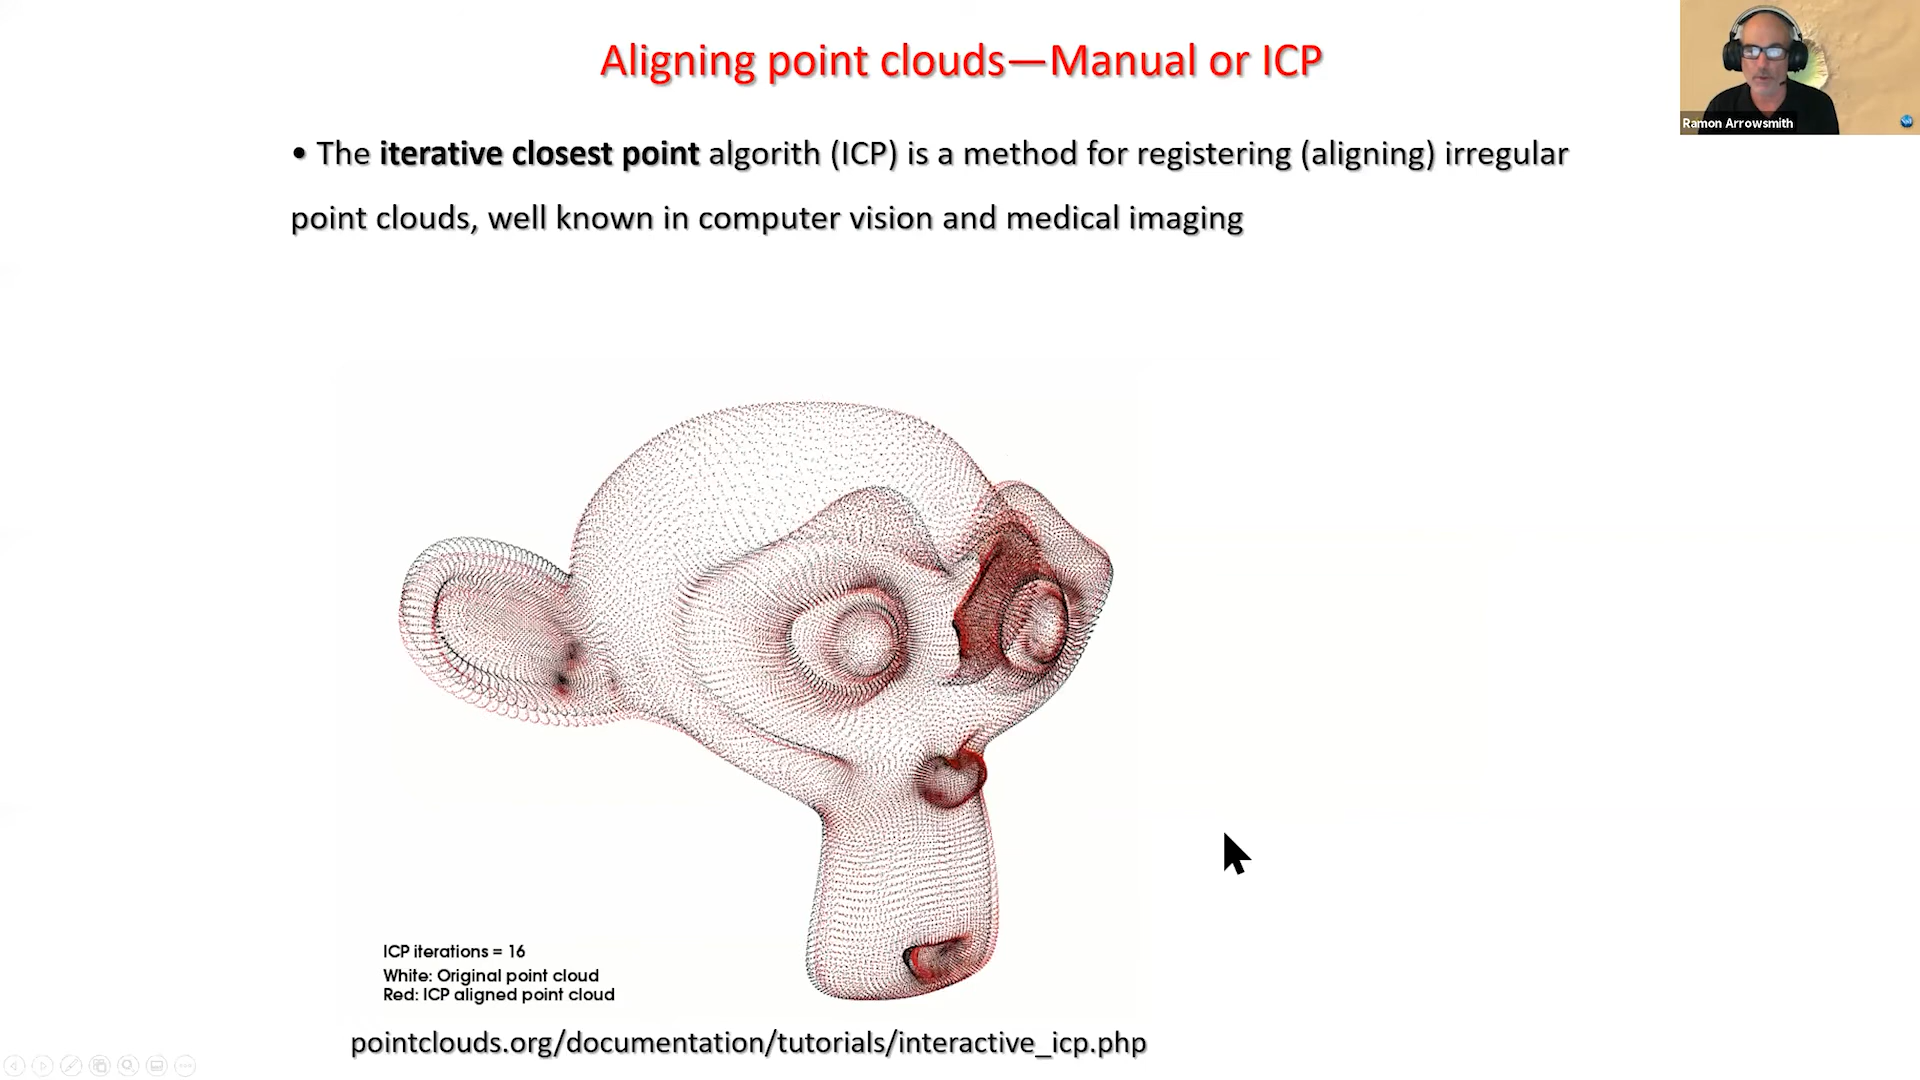 Aligning point clouds—Manual or ICP
Ramon Arrowsmith
• The iterative closest point algorith (ICP) is a method for registering (aligning) irregular
point clouds, well known in computer vision and medical imaging
ICP iterations = 16
White: Original point cloud
Red: ICP aligned point cloud
pointclouds.org/documentation/tutorials/interactive_icp.php